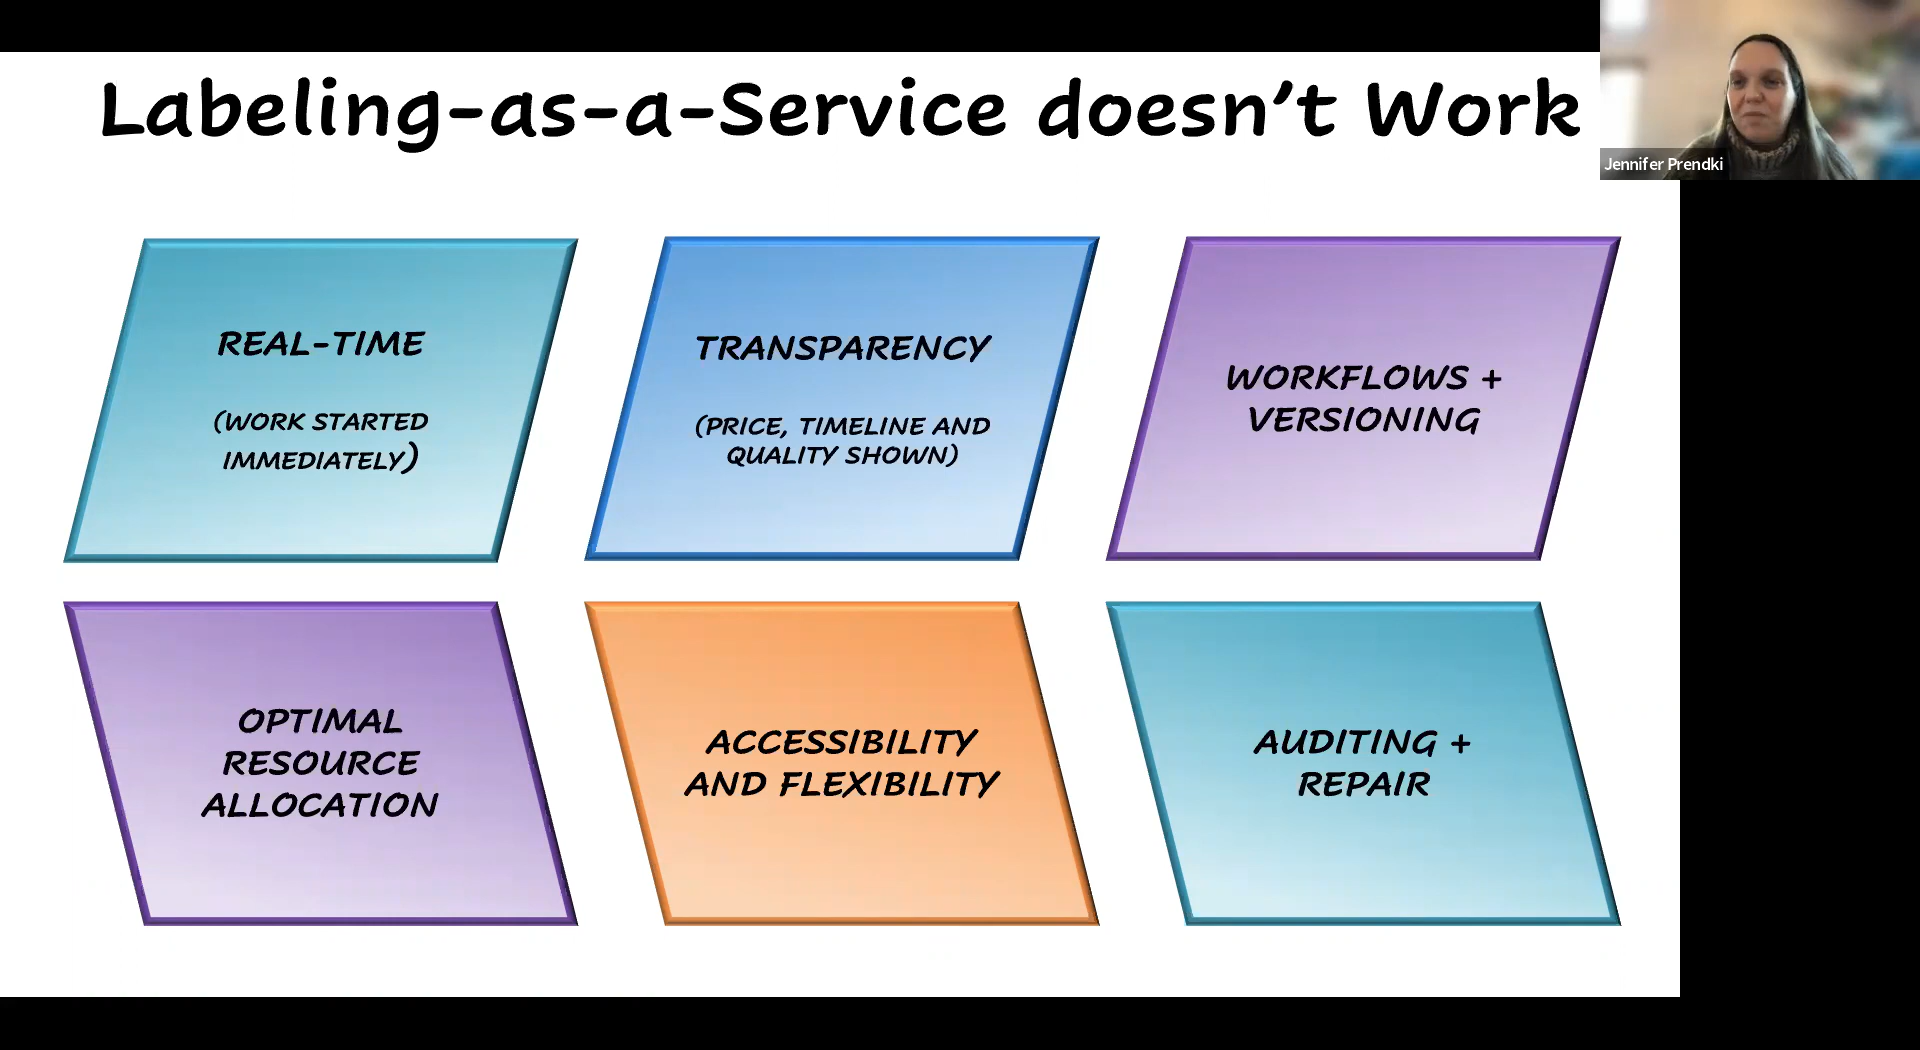 Labeling-as-a-Service doesn’t Work
Jennifer Prendki
REAL-TIME
(WORK STARTED
IMMEDIATELY)
TRANSPARENCY
(PRICE, TIMELINE AND
QUALITY SHOWN)
WORKFLOWS +
VERSIONING
OPTIMAL
RESOURCE
ALLOCATION
ACCESSIBILITY
AND FLEXIBILITY
AUDITING +
REPAIR